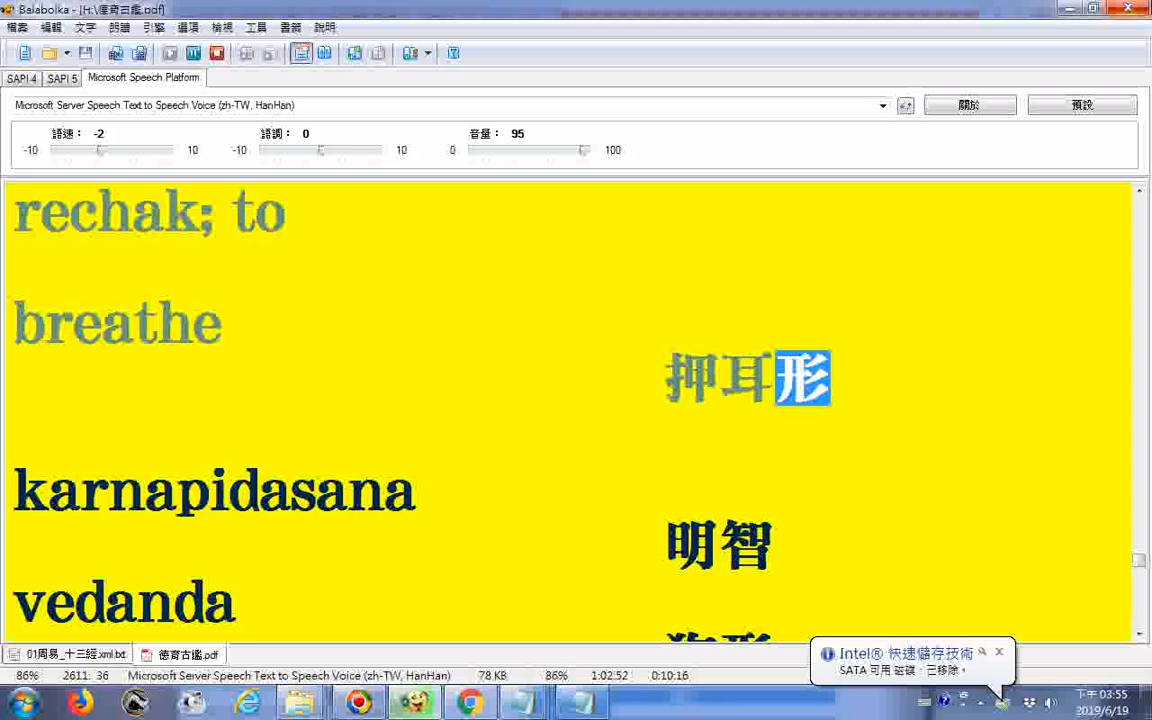 Balabolka - [H:\德育古鑑.pdf]
檔案 編輯 文字 朗讀 引擎 選項 檢視 工具 書籤 說明
SAPI 4 SAPI 5 Microsoft Speech Platform
Microsoft Server Speech Text to Speech Voice (zh-TW, HanHan) 關於 預設
語速： -2 語調： 0 音量： 95
-10 10 -10 10 0 100
rechak; to
breathe
押耳形
karnapidasana
明智
vedanda
01周易_十三經.xml.txt 德育古鑑.pdf
Intel® 快速儲存技術
SATA 可用 磁碟，已移除。
86% 2611: 36 Microsoft Server Speech Text to Speech Voice (zh-TW, HanHan) 78 KB 86% 1:02:52 0:10:16
下午 03:55
2019/6/19